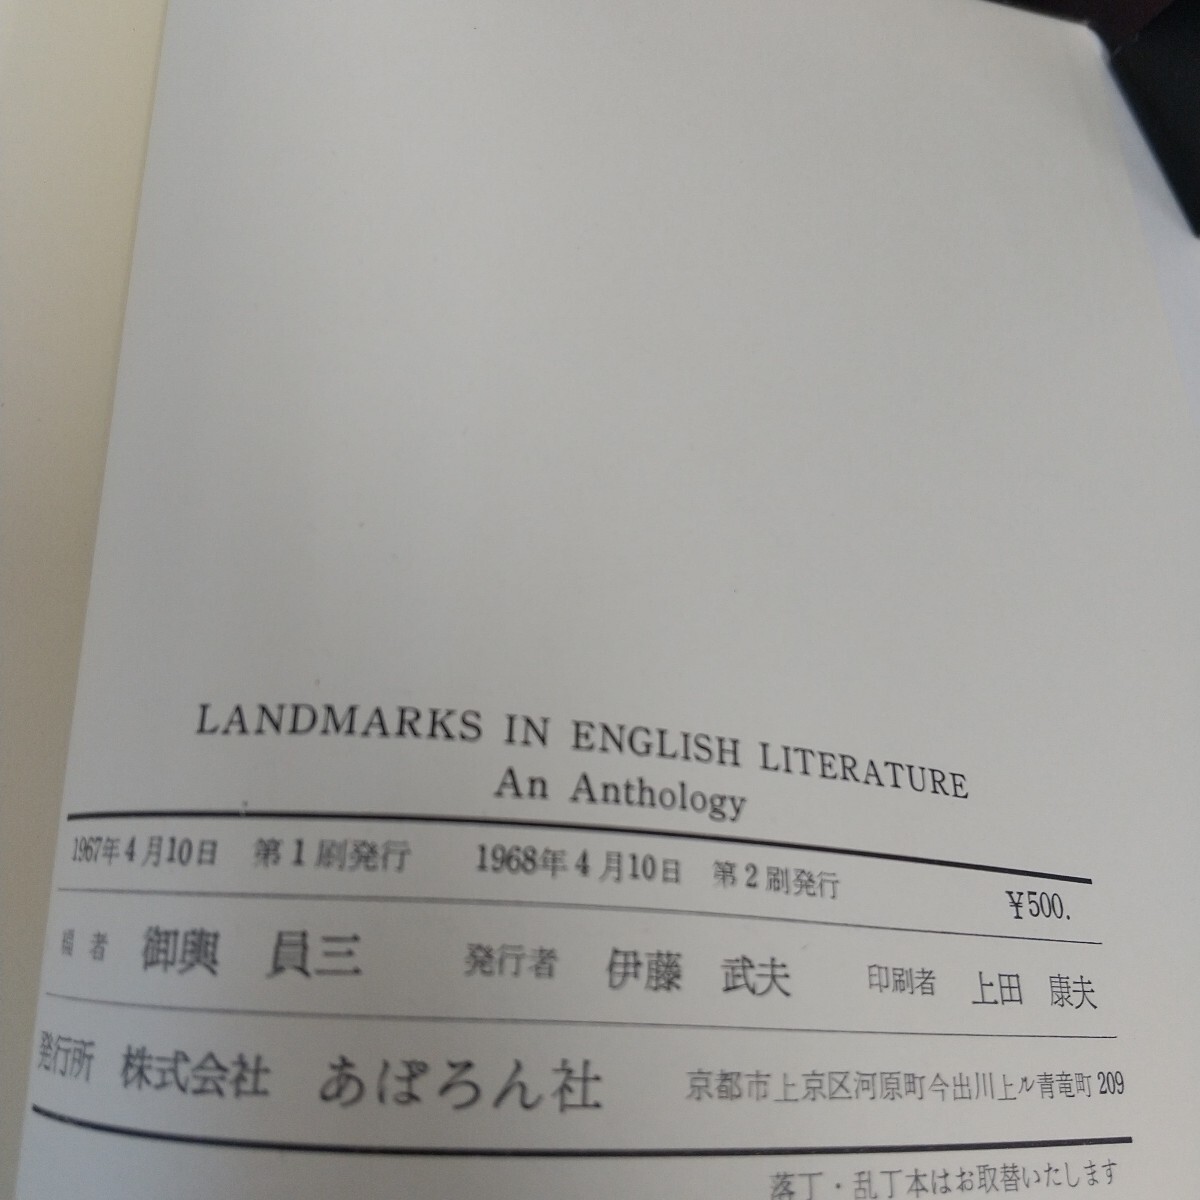 LANDMARKS IN ENGLISH LITERATURE
An Anthology
1967年4月10日 第1刷発行 1968年4月10日 第2刷発行 ¥500.
編者 御輿 員三 発行者 伊藤 武夫 印刷者 上田 康夫
発行所 株式会社 あぽろん社 京都市上京区河原町今出川上ル青竜町209
落丁・乱丁本はお取替いたします